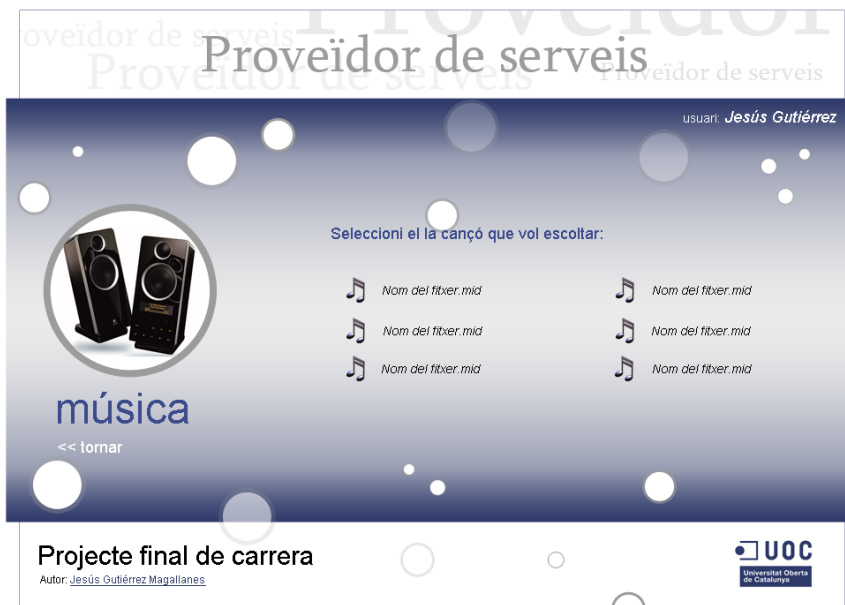 Proveïdor
oveïdor de serveis
Proveïdor de serveis
Proveïdor de serveis
Proveïdor de serveis
usuari: Jesús Gutiérrez
Seleccioni el la cançó que vol escoltar:
Nom del fitxer.mid Nom del fitxer.mid
Nom del fitxer.mid Nom del fitxer.mid
Nom del fitxer.mid Nom del fitxer.mid
música
<< tornar
Projecte final de carrera
Autor: Jesús Gutiérrez Magallanes
UOC
Universitat Oberta
de Catalunya